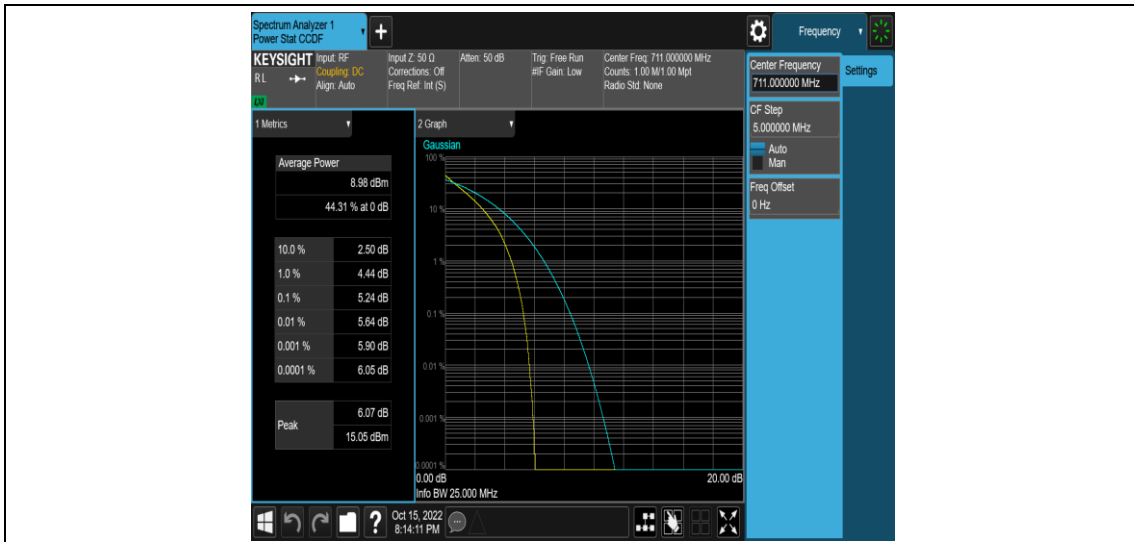 Spectrum Analyzer 1
Power Stat CCDF
Frequency
KEYSIGHT
RL
LXI
Input: RF
Coupling: DC
Align: Auto
Input Z: 50 Ω
Corrections: Off
Freq Ref: Int (S)
Atten: 50 dB
Trig: Free Run
#IF Gain: Low
Center Freq: 711.000000 MHz
Counts: 1.00 M/1.00 Mpt
Radio Std: None
Center Frequency
711.000000 MHz
Settings
CF Step
5.000000 MHz
Auto
Man
Freq Offset
0 Hz
1 Metrics
Average Power
8.98 dBm
44.31 % at 0 dB
10.0 % 2.50 dB
1.0 % 4.44 dB
0.1 % 5.24 dB
0.01 % 5.64 dB
0.001 % 5.90 dB
0.0001 % 6.05 dB
Peak
6.07 dB
15.05 dBm
2 Graph
Gaussian
100 %
10 %
1 %
0.1 %
0.01 %
0.001 %
0.0001 %
0.00 dB 20.00 dB
Info BW 25.000 MHz
?
Oct 15, 2022
8:14:11 PM